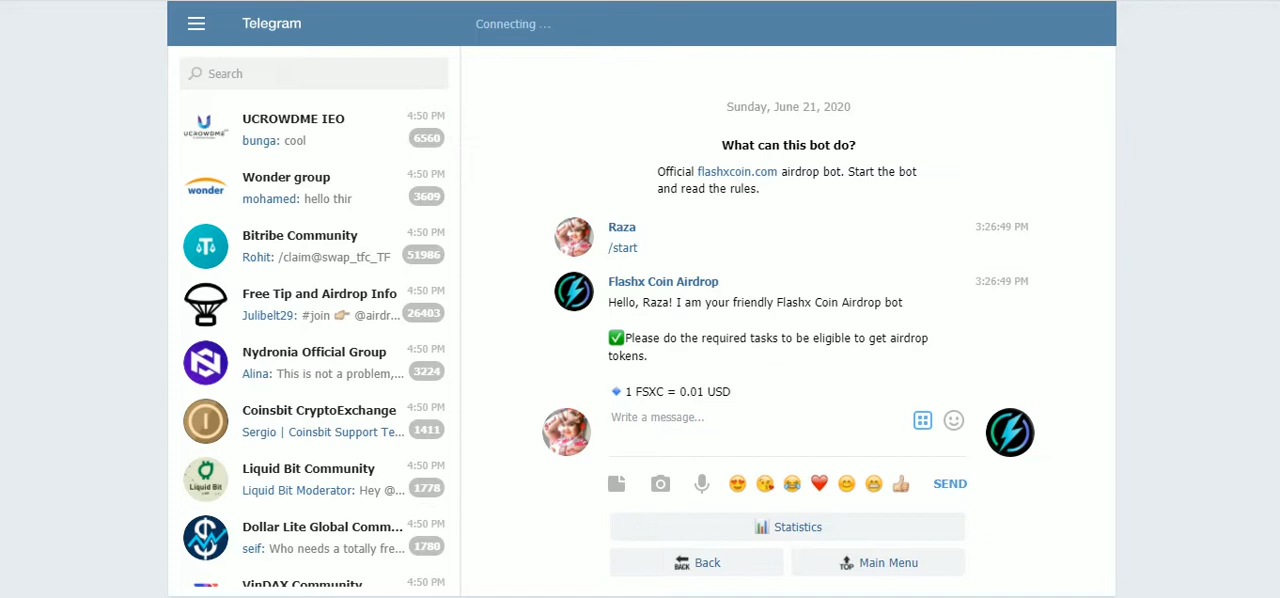 Telegram
Connecting ...
Search
UCROWDME
UCROWDME IEO
4:50 PM
bunga: cool
6560
wonder
Wonder group
4:50 PM
mohamed: hello thir
3609
Bitribe Community
4:50 PM
Rohit: /claim@swap_tfc_TF
51986
Free Tip and Airdrop Info
4:50 PM
Julibelt29: #join 👉🏼 @airdr...
26403
Nydronia Official Group
4:50 PM
Alina: This is not a problem,...
3224
Coinsbit CryptoExchange
4:50 PM
Sergio | Coinsbit Support Te...
1411
Liquid Bit
Liquid Bit Community
4:50 PM
Liquid Bit Moderator: Hey @...
1778
Dollar Lite Global Comm...
4:50 PM
seif: Who needs a totally fre...
1780
VinDAX Community
4:50 PM
Sunday, June 21, 2020
What can this bot do?
Official flashxcoin.com airdrop bot. Start the bot
and read the rules.
Raza
3:26:49 PM
/start
Flashx Coin Airdrop
3:26:49 PM
Hello, Raza! I am your friendly Flashx Coin Airdrop bot
✅Please do the required tasks to be eligible to get airdrop
tokens.
🔹 1 FSXC = 0.01 USD
Write a message...
😍 😘 😂 ❤️ 😊 😁 👍🏼
SEND
📊 Statistics
🔙 Back
🔝 Main Menu